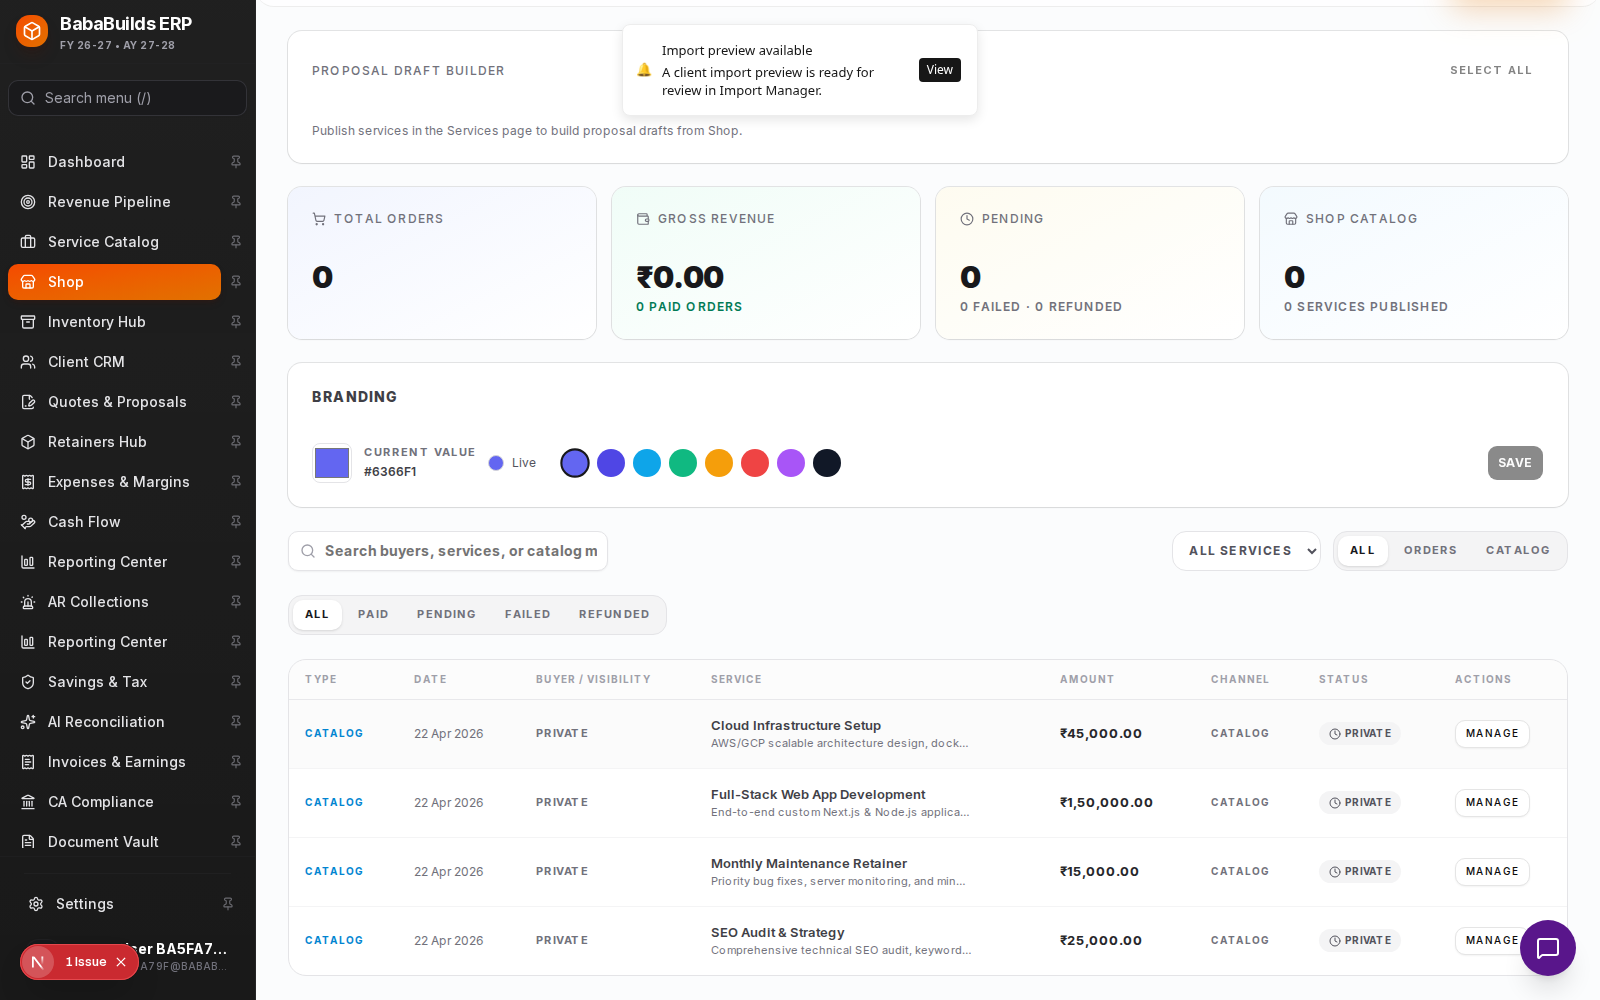 BabaBuilds ERP
FY 26-27 • AY 27-28
Search menu (/)
Dashboard
Revenue Pipeline
Service Catalog
Shop
Inventory Hub
Client CRM
Quotes & Proposals
Retainers Hub
Expenses & Margins
Cash Flow
Reporting Center
AR Collections
Reporting Center
Savings & Tax
AI Reconciliation
Invoices & Earnings
CA Compliance
Document Vault
Settings
ser BA5FA7...
A79F@BABAB...
N
1 Issue
PROPOSAL DRAFT BUILDER
SELECT ALL
Import preview available
A client import preview is ready for
review in Import Manager.
View
Publish services in the Services page to build proposal drafts from Shop.
TOTAL ORDERS
0
GROSS REVENUE
₹0.00
0 PAID ORDERS
PENDING
0
0 FAILED · 0 REFUNDED
SHOP CATALOG
0
0 SERVICES PUBLISHED
BRANDING
CURRENT VALUE
#6366F1
Live
SAVE
Search buyers, services, or catalog m
ALL SERVICES
ALL ORDERS CATALOG
ALL PAID PENDING FAILED REFUNDED
TYPE DATE BUYER / VISIBILITY SERVICE AMOUNT CHANNEL STATUS ACTIONS
CATALOG 22 Apr 2026 PRIVATE Cloud Infrastructure Setup ₹45,000.00 CATALOG PRIVATE MANAGE
AWS/GCP scalable architecture design, dock...
CATALOG 22 Apr 2026 PRIVATE Full-Stack Web App Development ₹1,50,000.00 CATALOG PRIVATE MANAGE
End-to-end custom Next.js & Node.js applica...
CATALOG 22 Apr 2026 PRIVATE Monthly Maintenance Retainer ₹15,000.00 CATALOG PRIVATE MANAGE
Priority bug fixes, server monitoring, and min...
CATALOG 22 Apr 2026 PRIVATE SEO Audit & Strategy ₹25,000.00 CATALOG PRIVATE MANAGE
Comprehensive technical SEO audit, keyword...